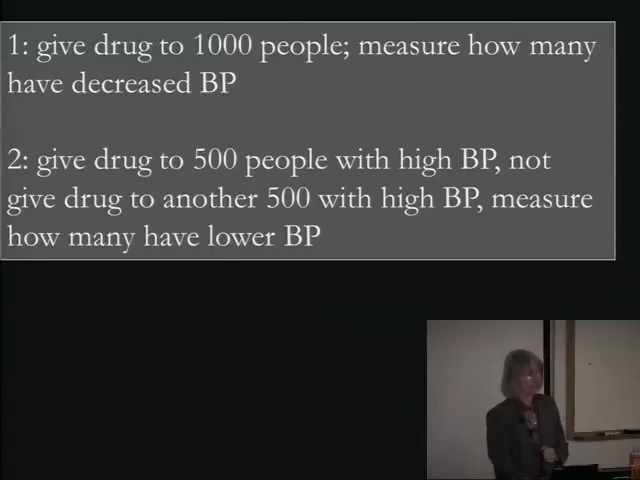 1: give drug to 1000 people; measure how many
have decreased BP
2: give drug to 500 people with high BP, not
give drug to another 500 with high BP, measure
how many have lower BP